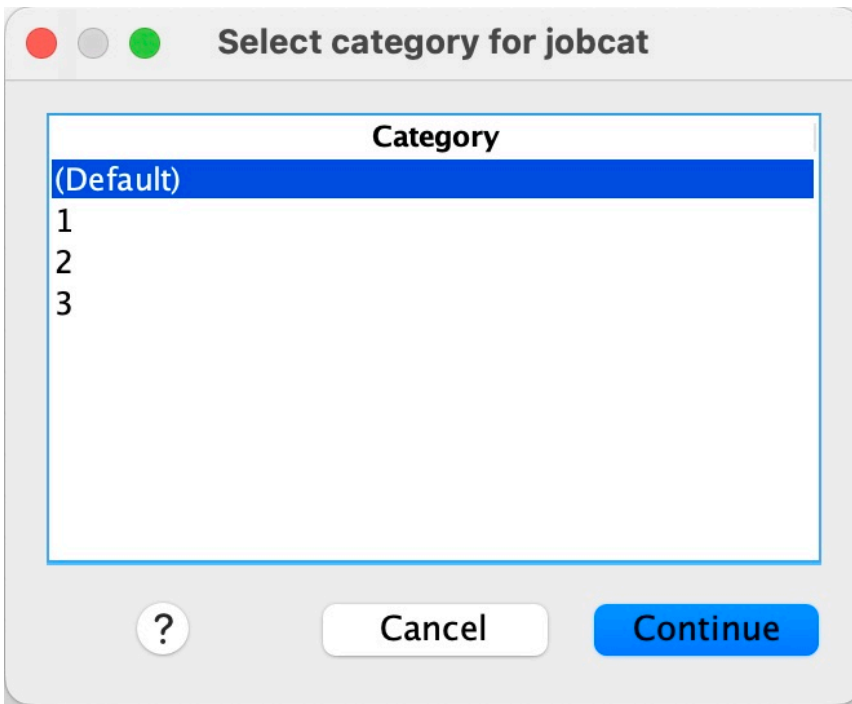 Select category for jobcat
Category
(Default)
1
2
3
? Cancel Continue